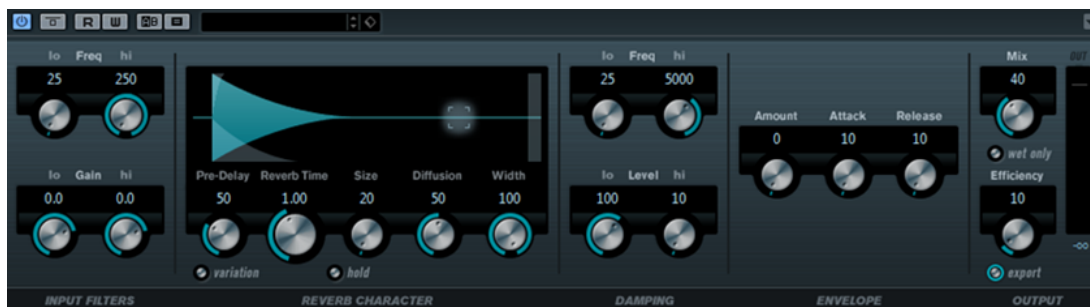 R W A B
lo Freq hi
25 250
lo Gain hi
0.0 0.0
INPUT FILTERS
Pre-Delay Reverb Time Size Diffusion Width
50 1.00 20 50 100
variation hold
REVERB CHARACTER
lo Freq hi
25 5000
lo Level hi
100 10
DAMPING
Amount Attack Release
0 10 10
ENVELOPE
Mix OUT
40
wet only
Efficiency
10
-∞
export
OUTPUT